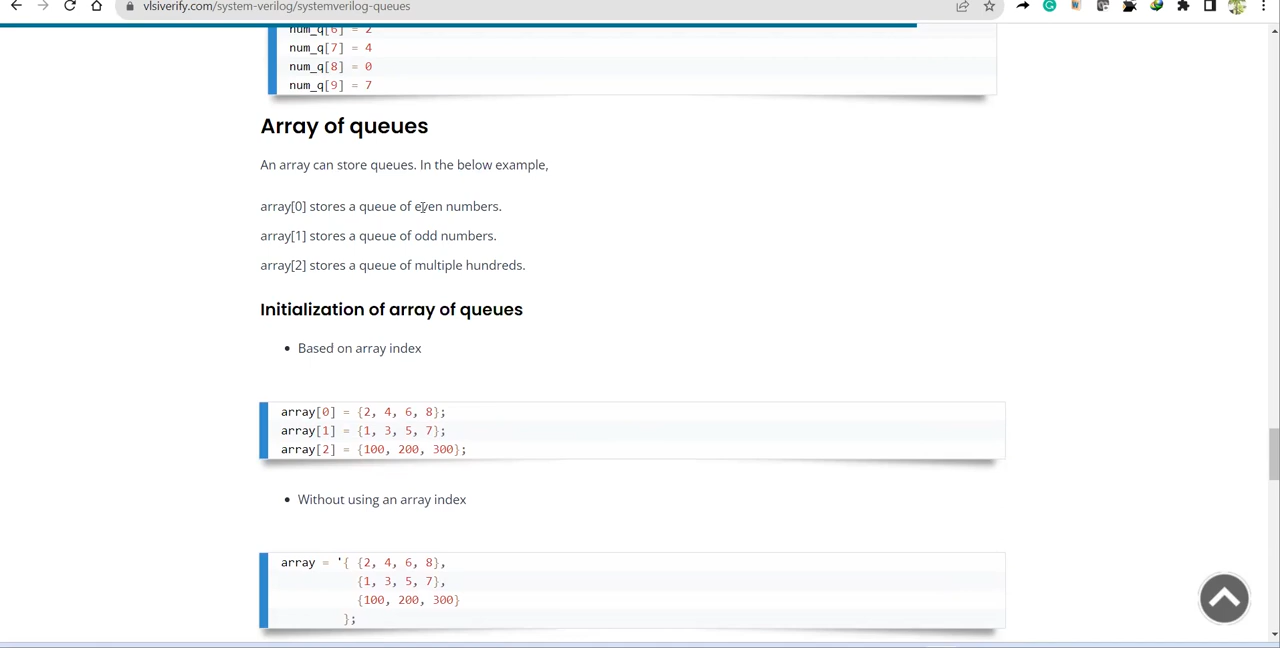 vlsiverify.com/system-verilog/systemverilog-queues
num_q[6] = 2
num_q[7] = 4
num_q[8] = 0
num_q[9] = 7
Array of queues
An array can store queues. In the below example,
array[0] stores a queue of even numbers.
array[1] stores a queue of odd numbers.
array[2] stores a queue of multiple hundreds.
Initialization of array of queues
• Based on array index
array[0] = {2, 4, 6, 8};
array[1] = {1, 3, 5, 7};
array[2] = {100, 200, 300};
• Without using an array index
array = '{ {2, 4, 6, 8},
{1, 3, 5, 7},
{100, 200, 300}
};